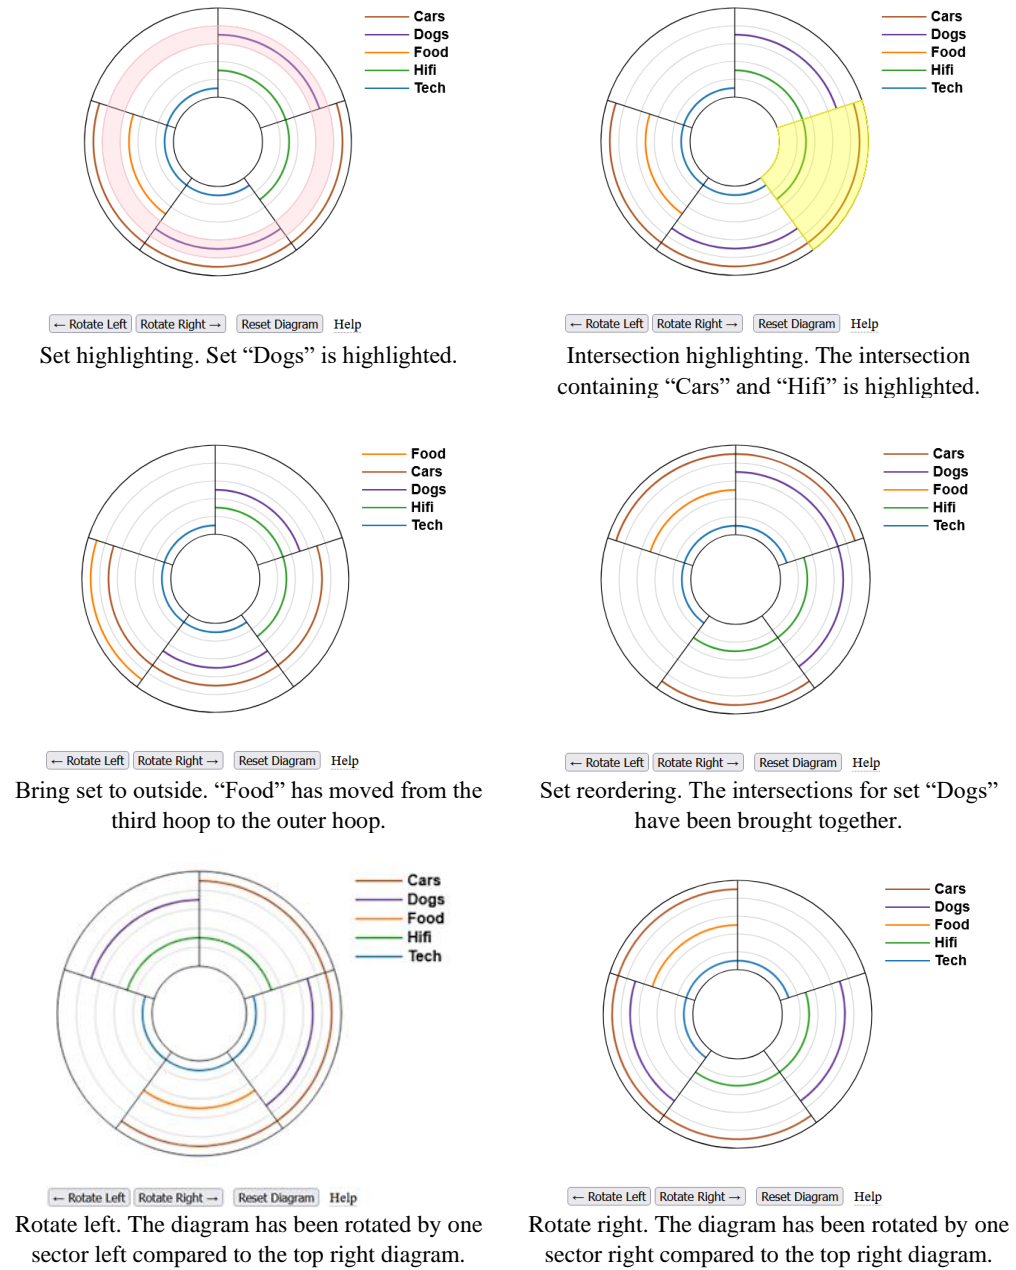 Cars
Dogs
Food
Hifi
Tech
← Rotate Left Rotate Right → Reset Diagram Help
Set highlighting. Set “Dogs” is highlighted.
Cars
Dogs
Food
Hifi
Tech
← Rotate Left Rotate Right → Reset Diagram Help
Intersection highlighting. The intersection
containing “Cars” and “Hifi” is highlighted.
Food
Cars
Dogs
Hifi
Tech
← Rotate Left Rotate Right → Reset Diagram Help
Bring set to outside. “Food” has moved from the
third hoop to the outer hoop.
Cars
Dogs
Food
Hifi
Tech
← Rotate Left Rotate Right → Reset Diagram Help
Set reordering. The intersections for set “Dogs”
have been brought together.
Cars
Dogs
Food
Hifi
Tech
← Rotate Left Rotate Right → Reset Diagram Help
Rotate left. The diagram has been rotated by one
sector left compared to the top right diagram.
Cars
Dogs
Food
Hifi
Tech
← Rotate Left Rotate Right → Reset Diagram Help
Rotate right. The diagram has been rotated by one
sector right compared to the top right diagram.